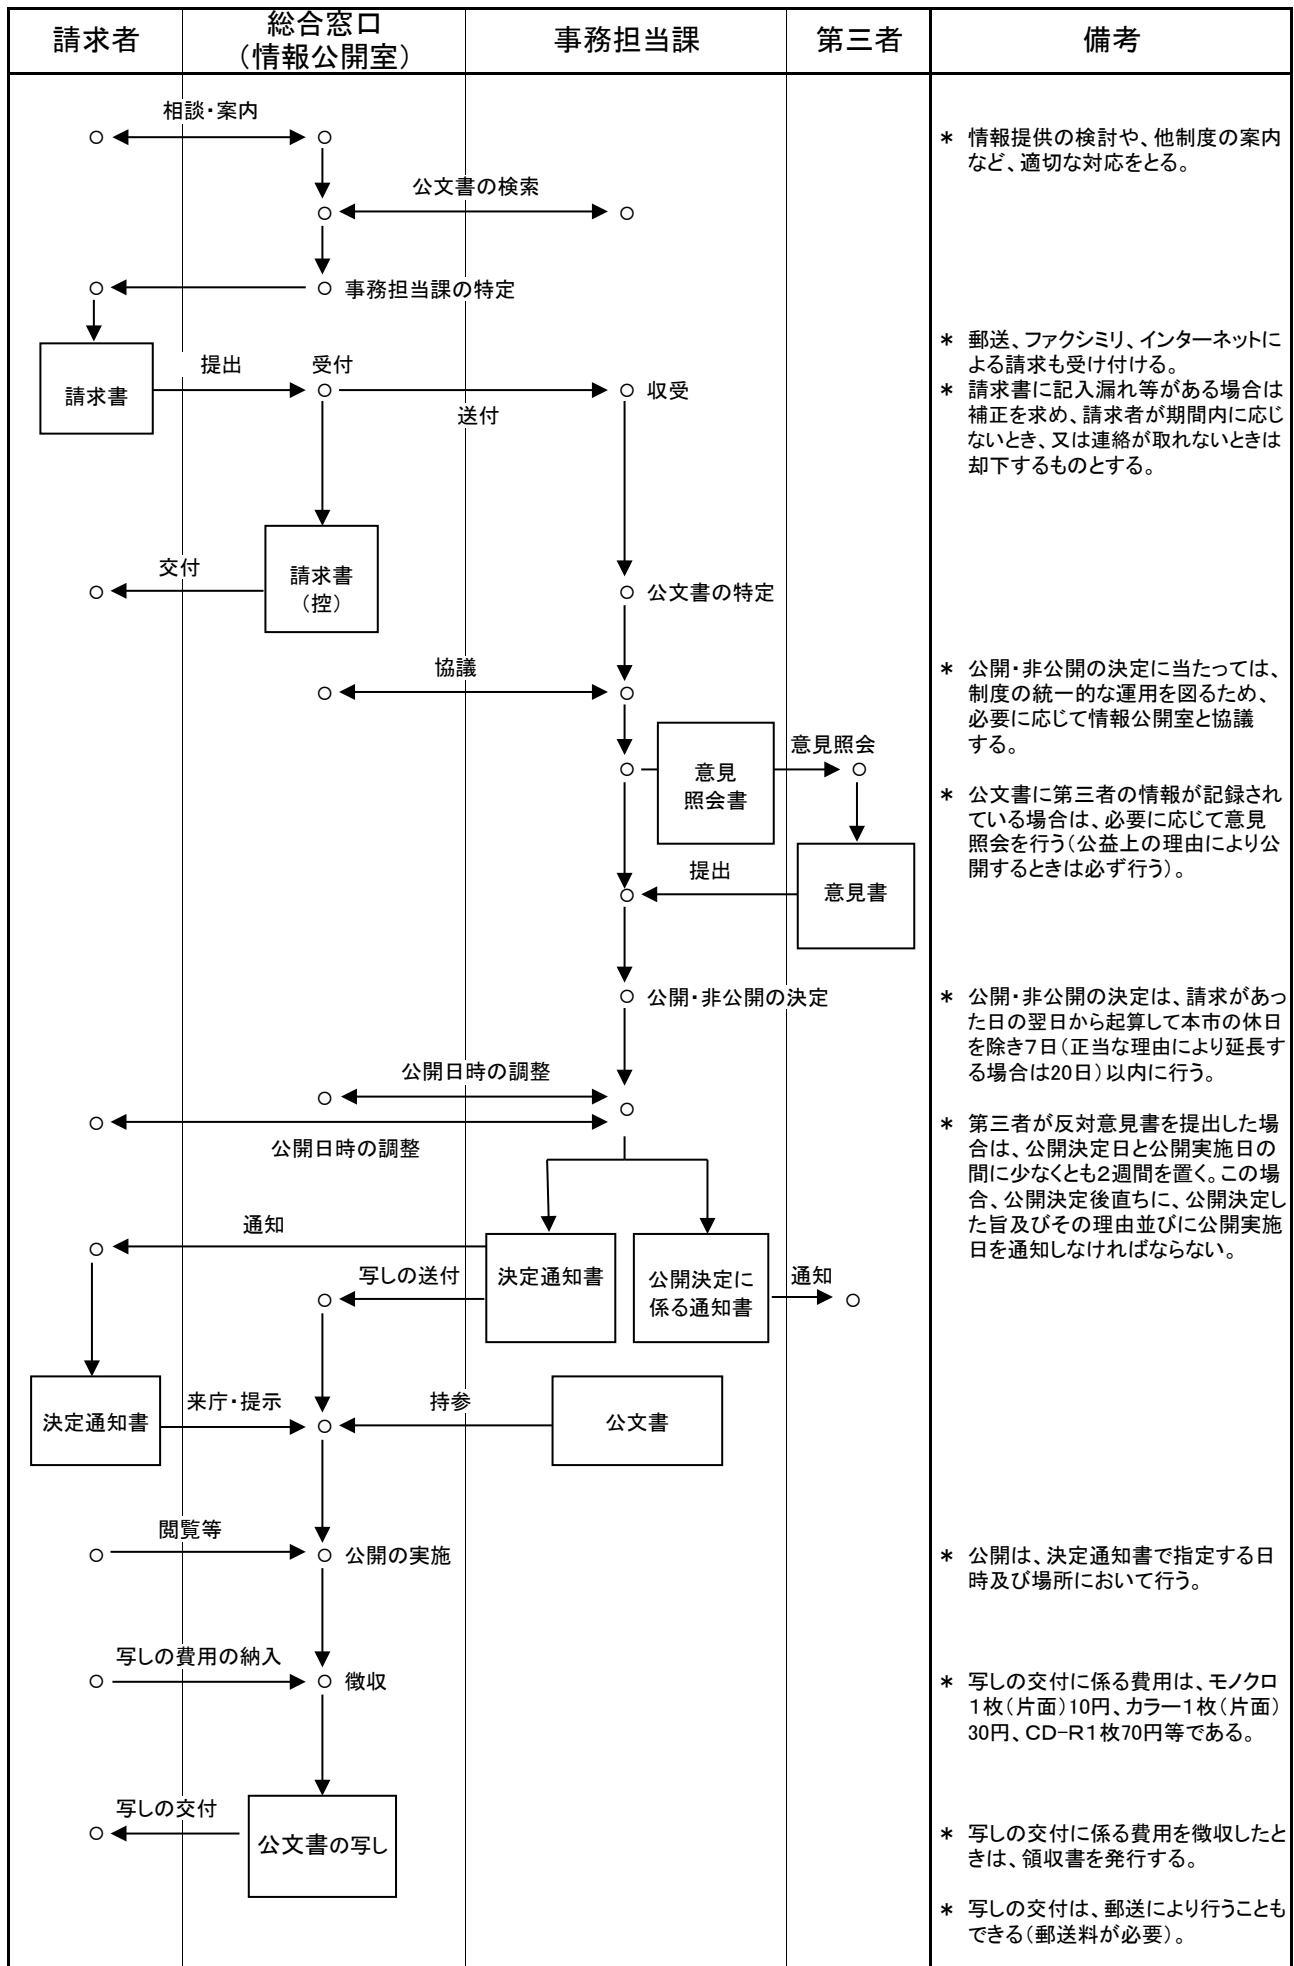 請求者
総合窓口
（情報公開室）
事務担当課
第三者
備考
相談・案内
＊ 情報提供の検討や、他制度の案内
など、適切な対応をとる。
公文書の検索
事務担当課の特定
請求書
提出
受付
送付
収受
＊ 郵送、ファクシミリ、インターネットに
よる請求も受け付ける。
＊ 請求書に記入漏れ等がある場合は
補正を求め、請求者が期間内に応じ
ないとき、又は連絡が取れないときは
却下するものとする。
交付
請求書
（控）
公文書の特定
協議
＊ 公開・非公開の決定に当たっては、
制度の統一的な運用を図るため、
必要に応じて情報公開室と協議
する。
意見
照会書
意見照会
＊ 公文書に第三者の情報が記録され
ている場合は、必要に応じて意見
照会を行う（公益上の理由により公
開するときは必ず行う）。
提出
意見書
公開・非公開の決定
＊ 公開・非公開の決定は、請求があっ
た日の翌日から起算して本市の休日
を除き７日（正当な理由により延長す
る場合は20日）以内に行う。
公開日時の調整
公開日時の調整
＊ 第三者が反対意見書を提出した場
合は、公開決定日と公開実施日の
間に少なくとも２週間を置く。この場
合、公開決定後直ちに、公開決定し
た旨及びその理由並びに公開実施
日を通知しなければならない。
通知
写しの送付
決定通知書
公開決定に
係る通知書
通知
決定通知書
来庁・提示
持参
公文書
閲覧等
公開の実施
＊ 公開は、決定通知書で指定する日
時及び場所において行う。
写しの費用の納入
徴収
＊ 写しの交付に係る費用は、モノクロ
１枚（片面）10円、カラー１枚（片面）
30円、ＣＤ-Ｒ１枚70円等である。
写しの交付
公文書の写し
＊ 写しの交付に係る費用を徴収したと
きは、領収書を発行する。
＊ 写しの交付は、郵送により行うことも
できる（郵送料が必要）。